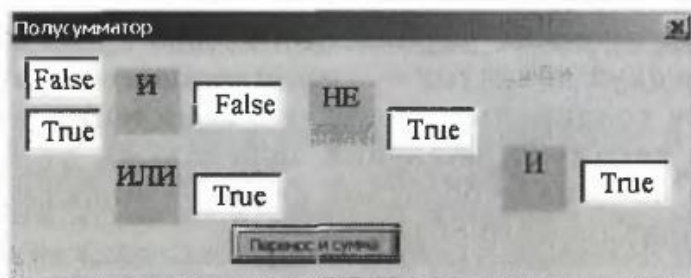 Полусумматор
False
И
False
НЕ
True
True
ИЛИ
True
И
True
Перенос и сумма